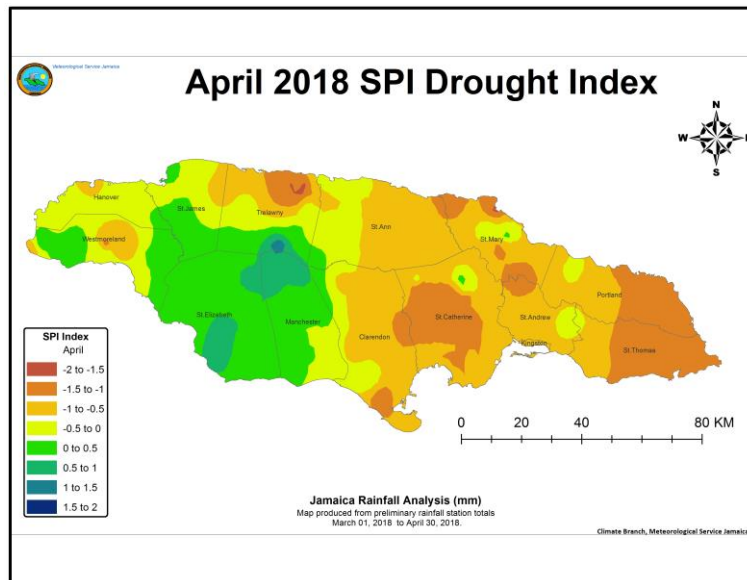 Meteorological Service Jamaica
April 2018 SPI Drought Index
N
W E
S
Hanover
St.James
Trelawny
St.Ann
Westmoreland
St.Mary
St.Elizabeth
Manchester
Clarendon
St.Catherine
St.Andrew
Kingston
Portland
St.Thomas
SPI Index
April
-2 to -1.5
-1.5 to -1
-1 to -0.5
-0.5 to 0
0 to 0.5
0.5 to 1
1 to 1.5
1.5 to 2
0 20 40 80 KM
Jamaica Rainfall Analysis (mm)
Map produced from preliminary rainfall station totals
March 01, 2018 to April 30, 2018.
Climate Branch, Meteorological Service Jamaica